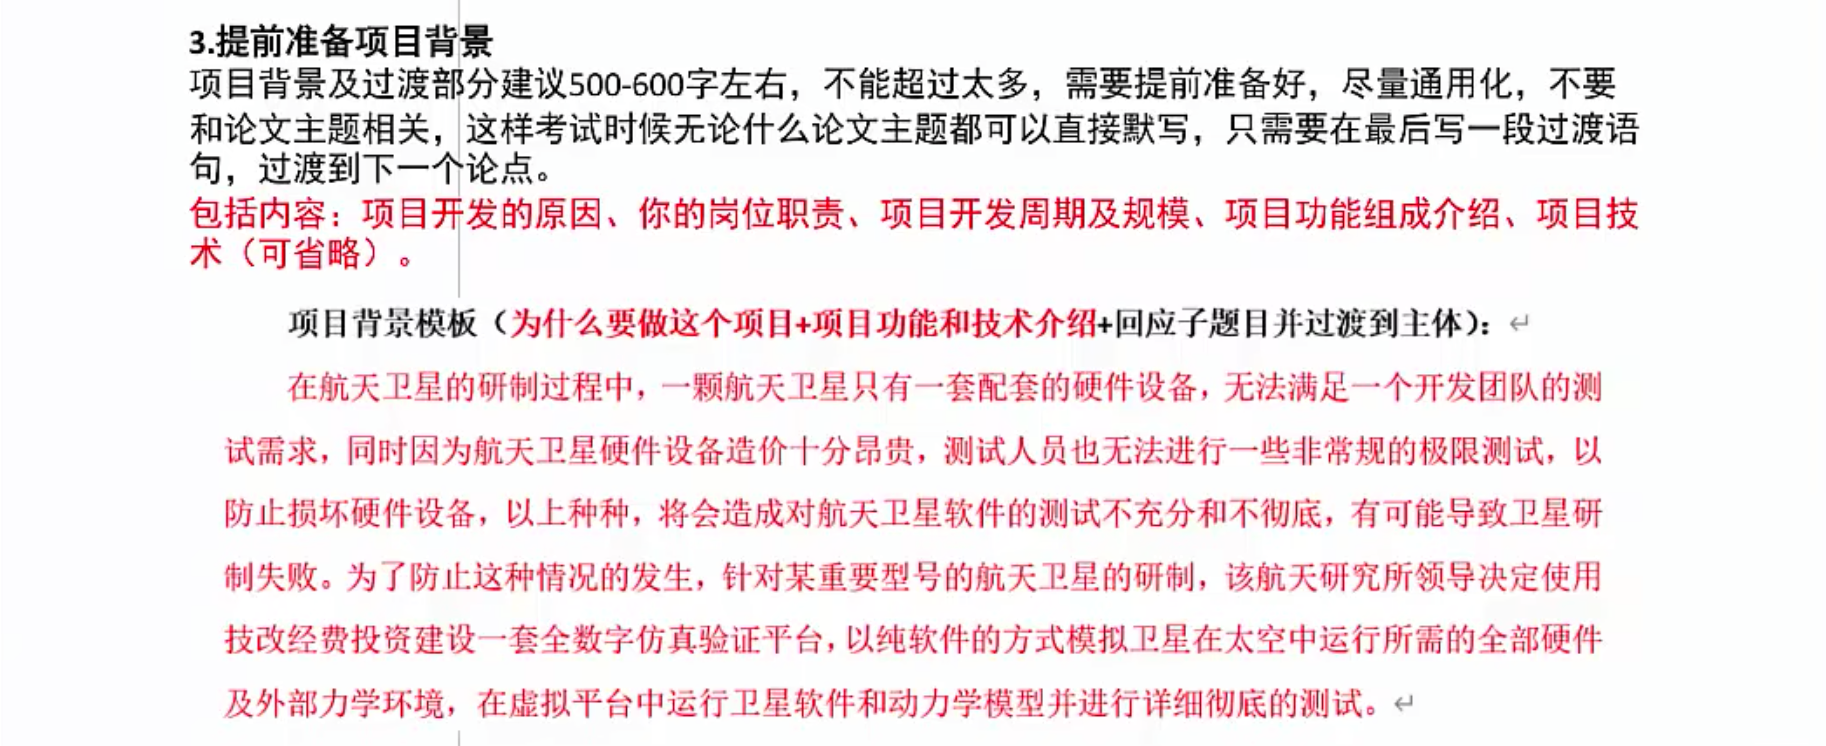 3.提前准备项目背景
项目背景及过渡部分建议500-600字左右，不能超过太多，需要提前准备好，尽量通用化，不要
和论文主题相关，这样考试时候无论什么论文主题都可以直接默写，只需要在最后写一段过渡语
句，过渡到下一个论点。
包括内容：项目开发的原因、你的岗位职责、项目开发周期及规模、项目功能组成介绍、项目技
术（可省略）。
项目背景模板（为什么要做这个项目+项目功能和技术介绍+回应子题目并过渡到主体）：↵
在航天卫星的研制过程中，一颗航天卫星只有一套配套的硬件设备，无法满足一个开发团队的测
试需求，同时因为航天卫星硬件设备造价十分昂贵，测试人员也无法进行一些非常规的极限测试，以
防止损坏硬件设备，以上种种，将会造成对航天卫星软件的测试不充分和不彻底，有可能导致卫星研
制失败。为了防止这种情况的发生，针对某重要型号的航天卫星的研制，该航天研究所领导决定使用
技改经费投资建设一套全数字仿真验证平台，以纯软件的方式模拟卫星在太空中运行所需的全部硬件
及外部力学环境，在虚拟平台中运行卫星软件和动力学模型并进行详细彻底的测试。↵